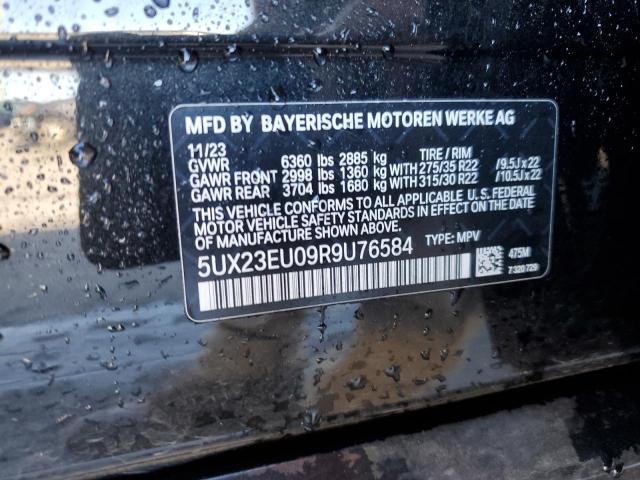 MFD BY BAYERISCHE MOTOREN WERKE AG
11/23
GVWR 6360 lbs 2885 kg TIRE / RIM
GAWR FRONT 2998 lbs 1360 kg WITH 275/35 R22 /9.5Jx22
GAWR REAR 3704 lbs 1680 kg WITH 315/30 R22 /10.5Jx22
THIS VEHICLE CONFORMS TO ALL APPLICABLE U.S. FEDERAL
MOTOR VEHICLE SAFETY STANDARDS IN EFFECT ON THE DATE
OF MANUFACTURE SHOWN ABOVE.
5UX23EU09R9U76584 TYPE: MPV 475M
7320729